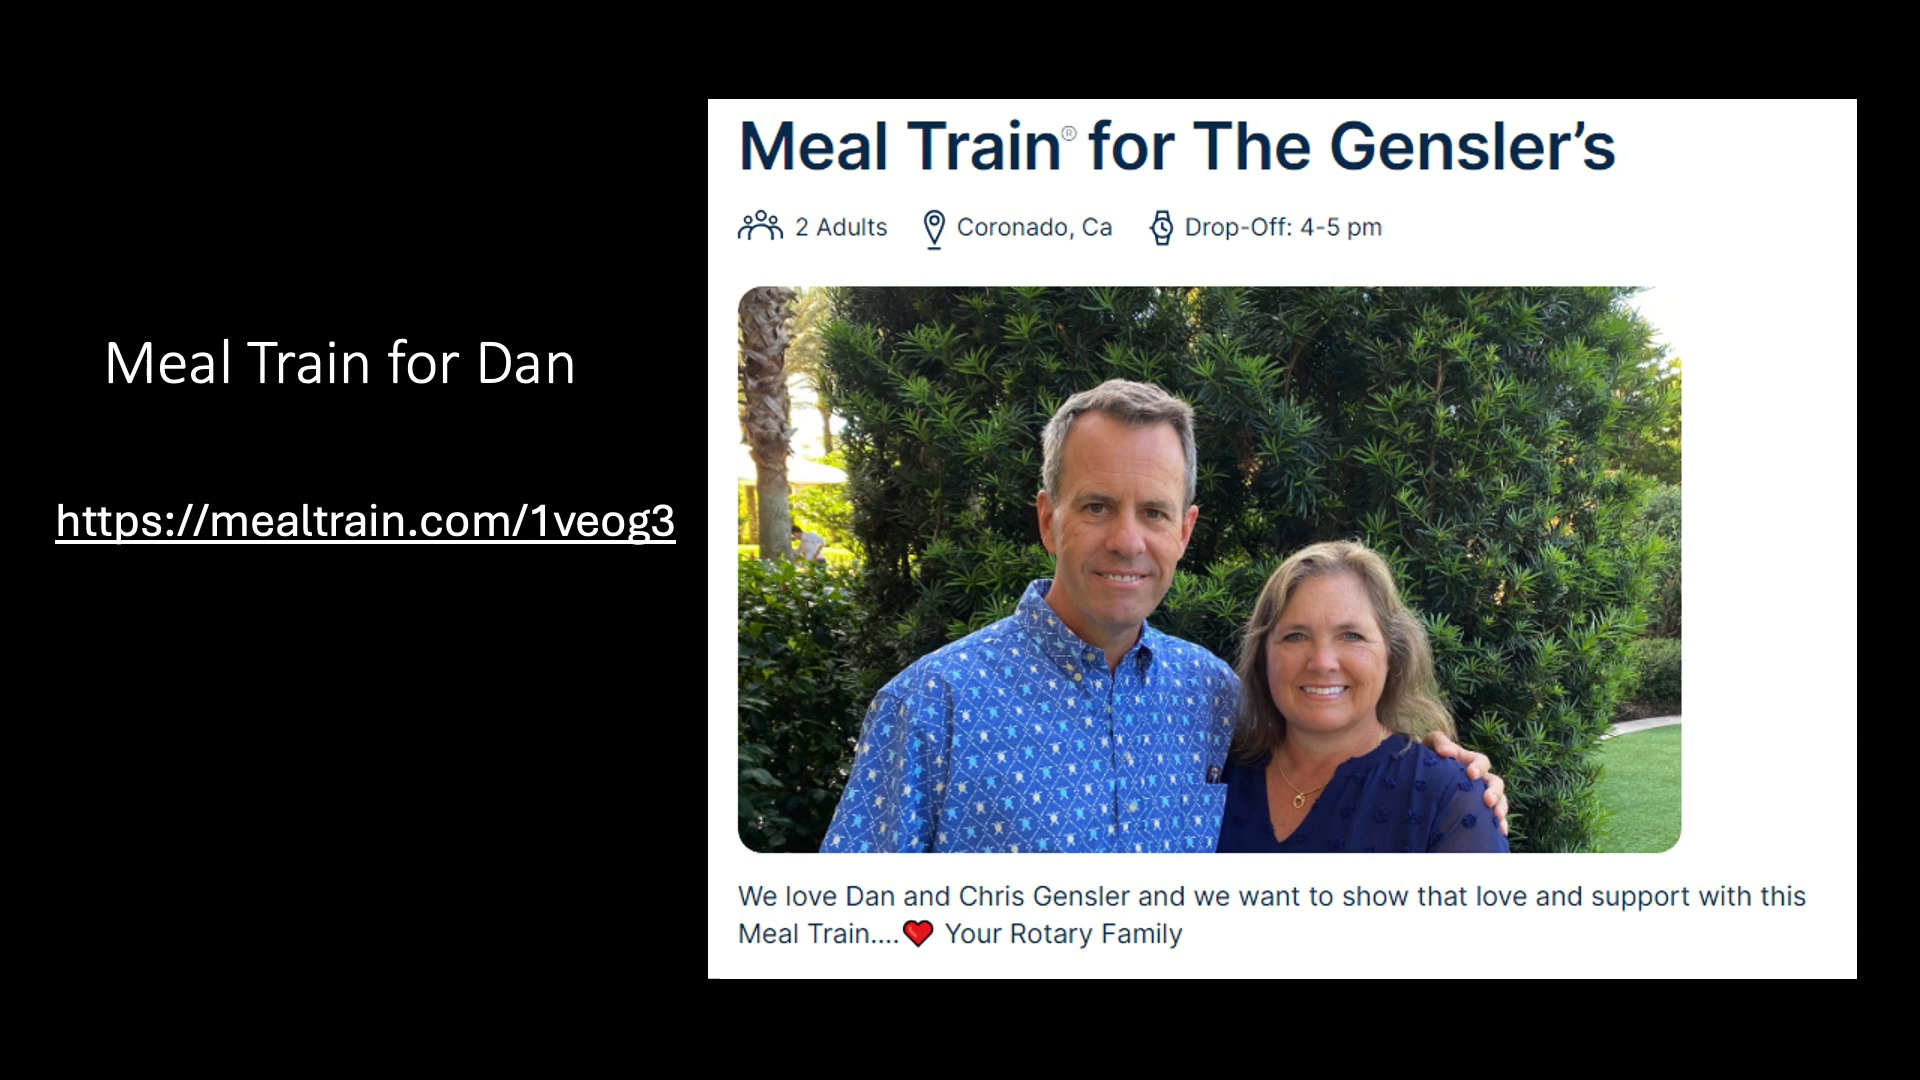 Meal Train for Dan
https://mealtrain.com/1veog3
Meal Train® for The Gensler’s
2 Adults Coronado, Ca Drop-Off: 4-5 pm
We love Dan and Chris Gensler and we want to show that love and support with this
Meal Train....❤️ Your Rotary Family